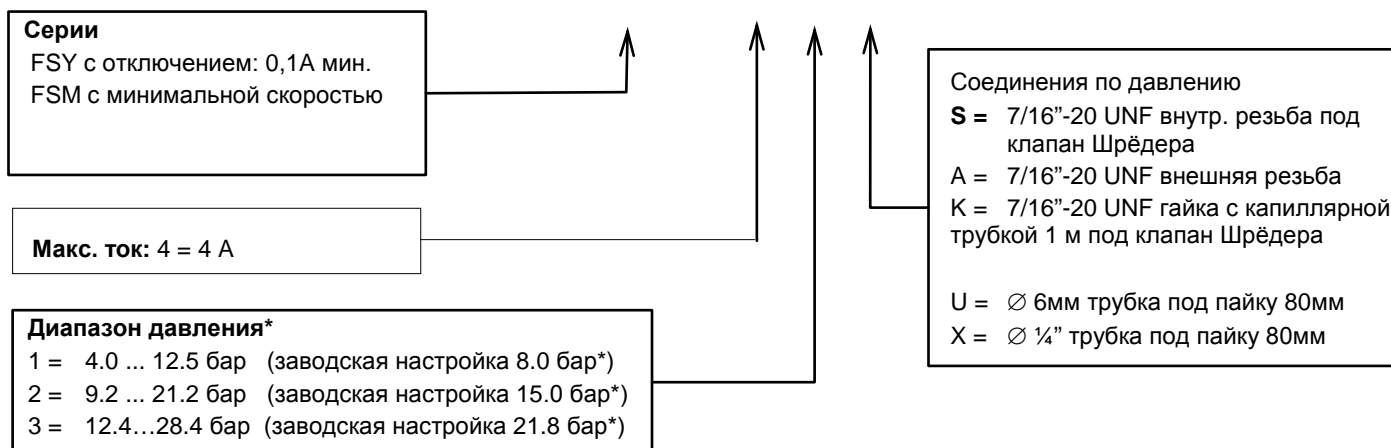 Серии
FSY с отключением: 0,1А мин.
FSM с минимальной скоростью
Макс. ток: 4 = 4 А
Диапазон давления*
1 = 4.0 ... 12.5 бар (заводская настройка 8.0 бар*)
2 = 9.2 ... 21.2 бар (заводская настройка 15.0 бар*)
3 = 12.4…28.4 бар (заводская настройка 21.8 бар*)
Соединения по давлению
S = 7/16”-20 UNF внутр. резьба под
клапан Шрёдера
A = 7/16”-20 UNF внешняя резьба
K = 7/16”-20 UNF гайка с капиллярной
трубкой 1 м под клапан Шрёдера
U = ∅ 6мм трубка под пайку 80мм
X = ∅ ¼” трубка под пайку 80мм